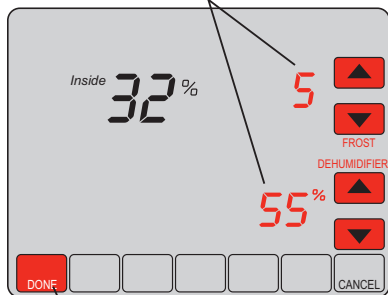 Inside 32 %
5
FROST
DEHUMIDIFIER
55 %
DONE
CANCEL